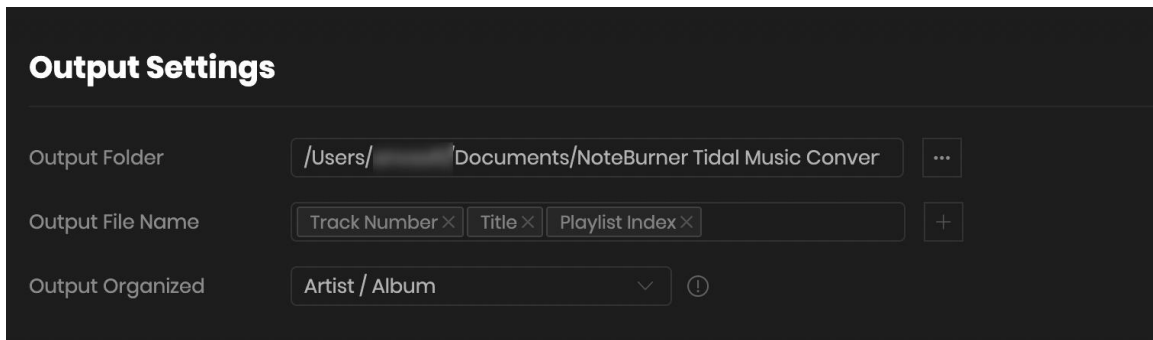 Output Settings
Output Folder /Users/ /Documents/NoteBurner Tidal Music Conver ...
Output File Name Track Number× Title× Playlist Index× +
Output Organized Artist / Album